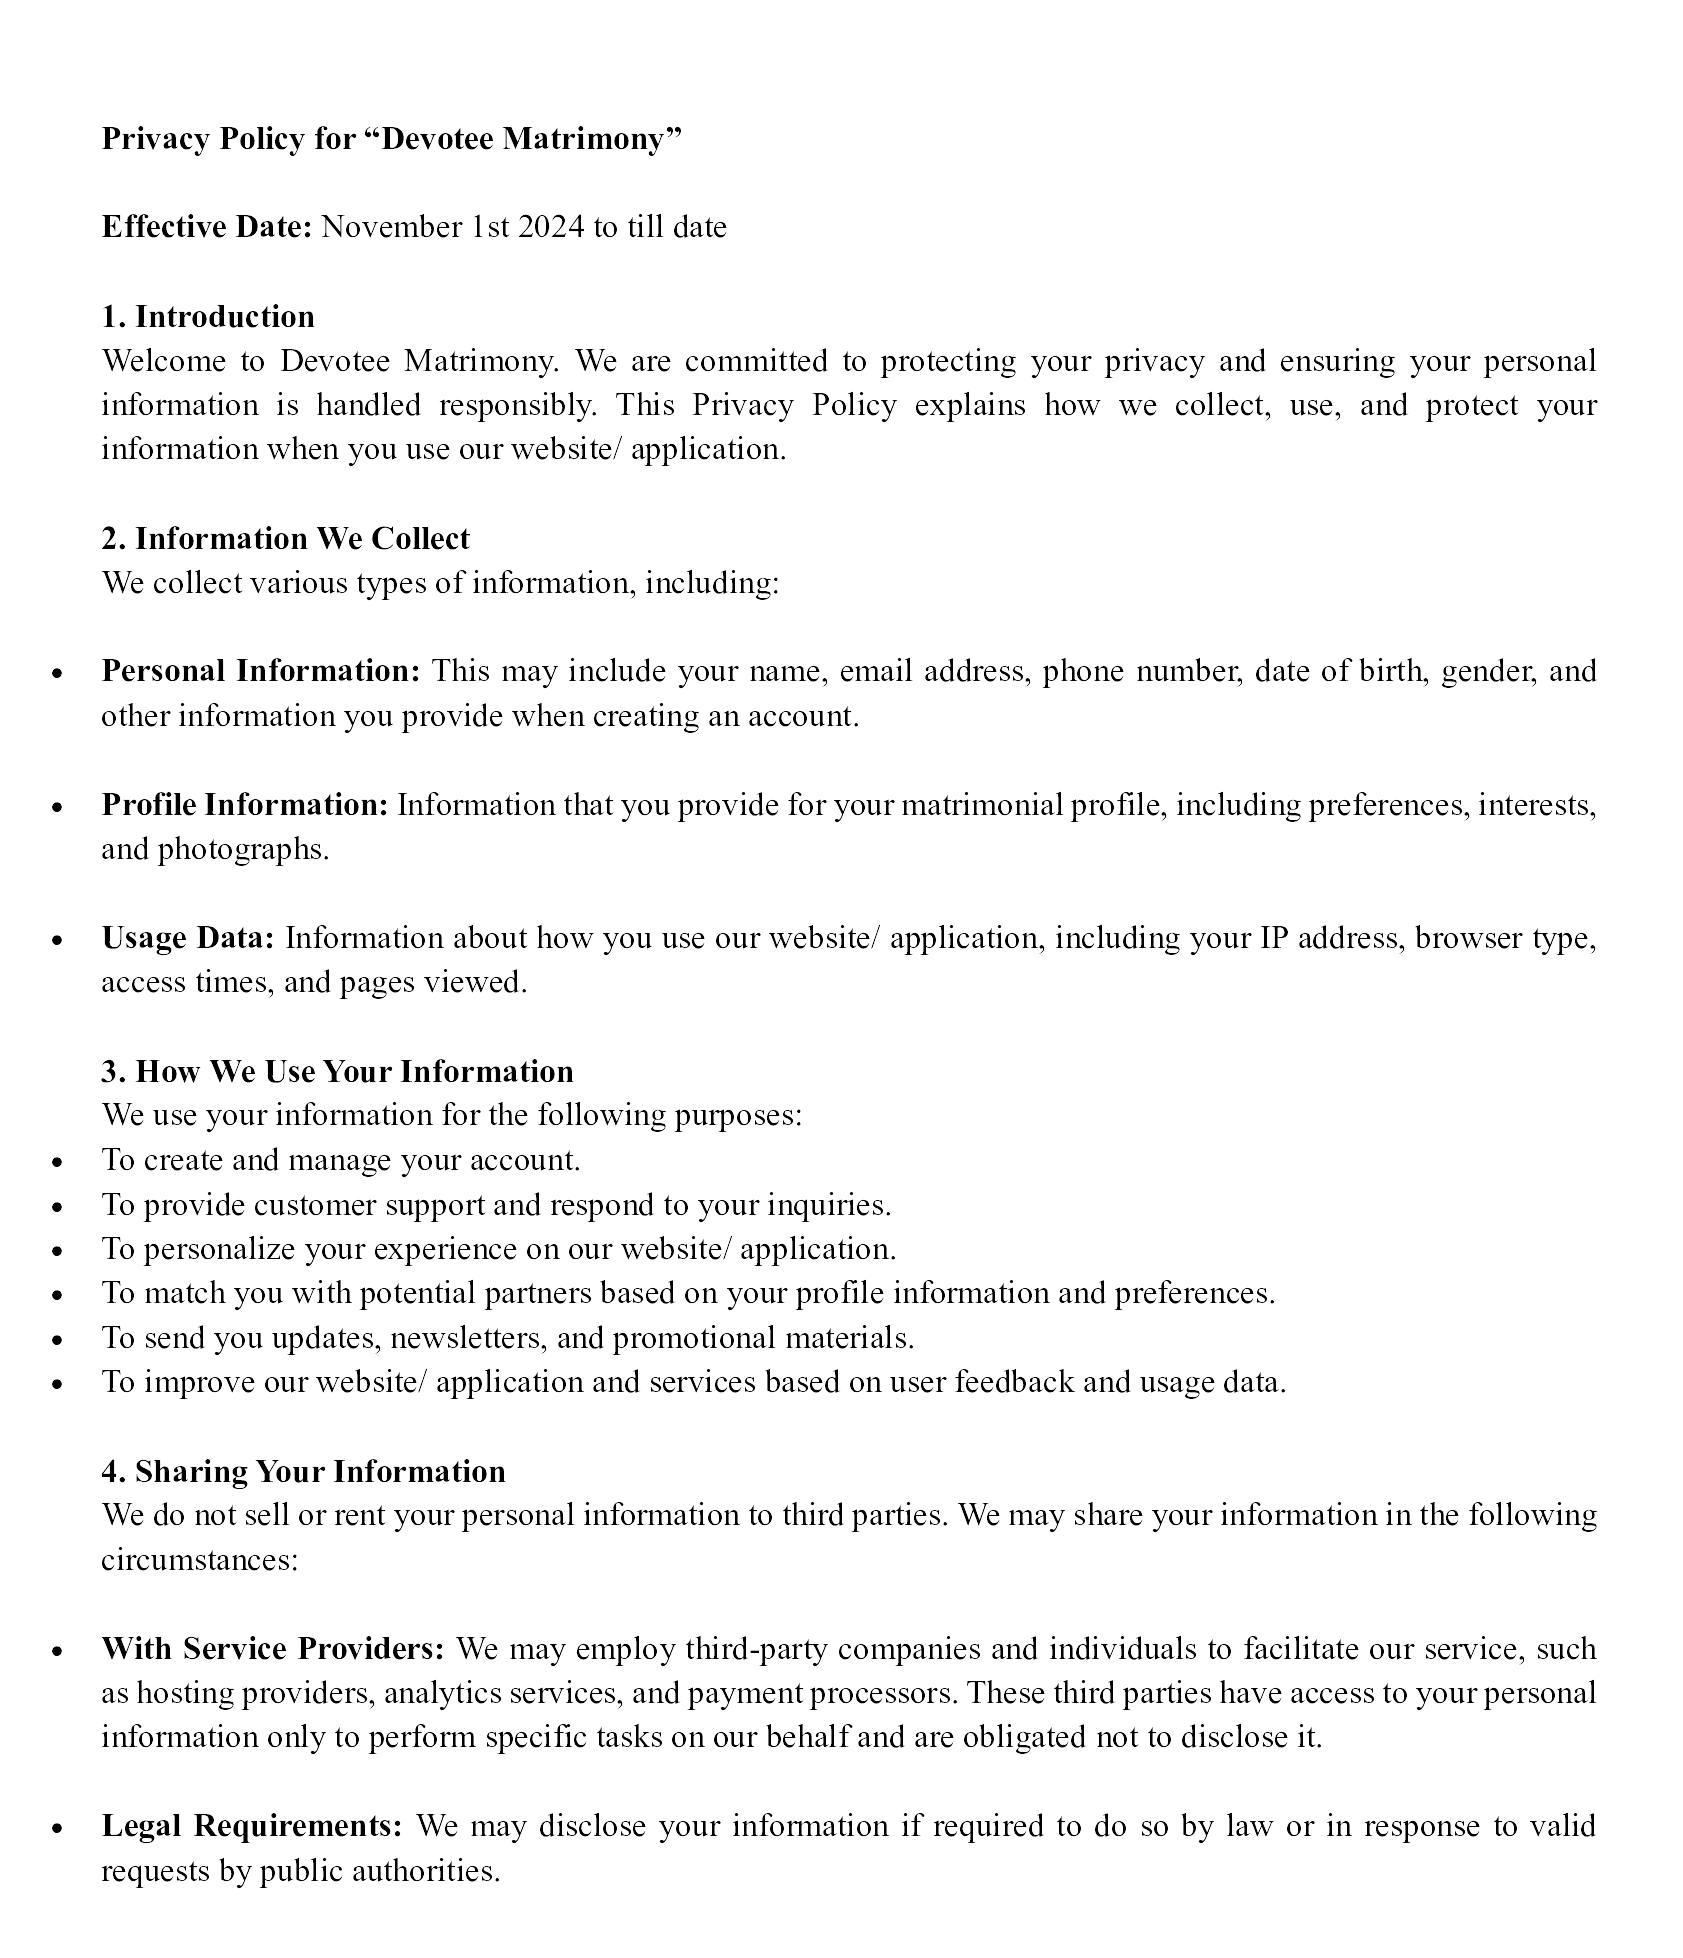 Privacy Policy for “Devotee Matrimony”
Effective Date: November 1st 2024 to till date
1. Introduction
Welcome to Devotee Matrimony. We are committed to protecting your privacy and ensuring your personal
information is handled responsibly. This Privacy Policy explains how we collect, use, and protect your
information when you use our website/ application.
2. Information We Collect
We collect various types of information, including:
• Personal Information: This may include your name, email address, phone number, date of birth, gender, and
other information you provide when creating an account.
• Profile Information: Information that you provide for your matrimonial profile, including preferences, interests,
and photographs.
• Usage Data: Information about how you use our website/ application, including your IP address, browser type,
access times, and pages viewed.
3. How We Use Your Information
We use your information for the following purposes:
• To create and manage your account.
• To provide customer support and respond to your inquiries.
• To personalize your experience on our website/ application.
• To match you with potential partners based on your profile information and preferences.
• To send you updates, newsletters, and promotional materials.
• To improve our website/ application and services based on user feedback and usage data.
4. Sharing Your Information
We do not sell or rent your personal information to third parties. We may share your information in the following
circumstances:
• With Service Providers: We may employ third-party companies and individuals to facilitate our service, such
as hosting providers, analytics services, and payment processors. These third parties have access to your personal
information only to perform specific tasks on our behalf and are obligated not to disclose it.
• Legal Requirements: We may disclose your information if required to do so by law or in response to valid
requests by public authorities.